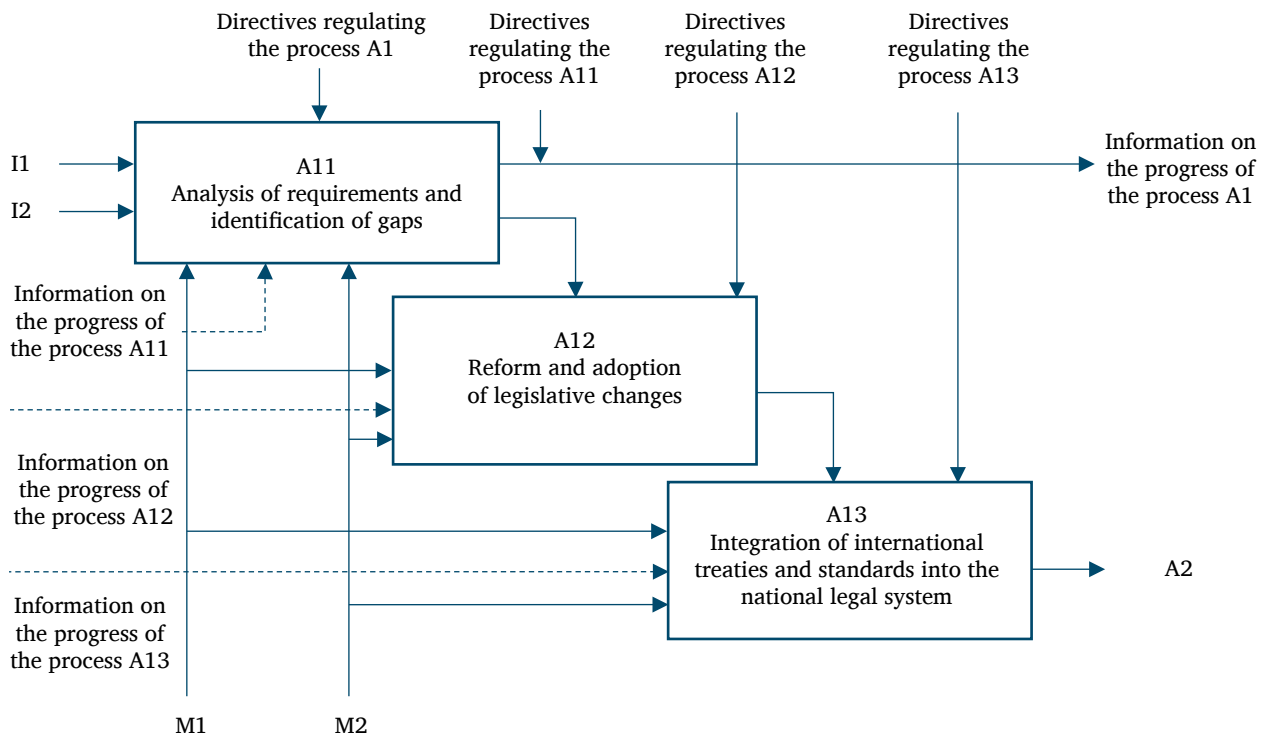 Directives regulating
the process A1
Directives
regulating the
process A11
Directives
regulating the
process A12
Directives
regulating the
process A13
I1
I2
A11
Analysis of requirements and
identification of gaps
Information on
the progress of
the process A1
Information on
the progress of
the process A11
A12
Reform and adoption
of legislative changes
Information on
the progress of
the process A12
A13
Integration of international
treaties and standards into the
national legal system
A2
Information on
the progress of
the process A13
M1
M2